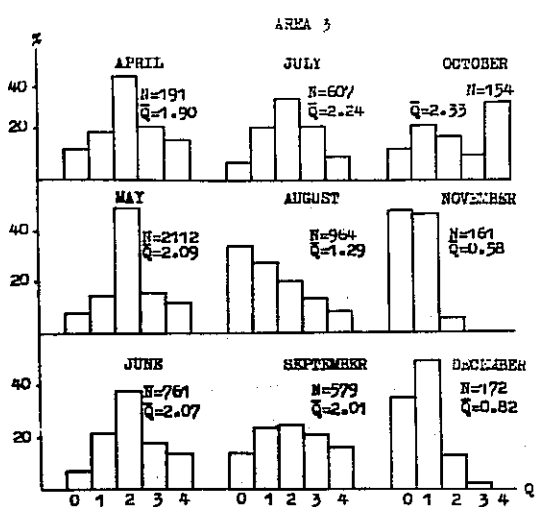 AREA 3
%
APRIL
JULY
OCTOBER
40
20
N=191
Q̄=1.90
N=607
Q̄=2.24
N=154
Q̄=2.33
MAY
AUGUST
NOVEMBER
40
20
N=2112
Q̄=2.09
N=964
Q̄=1.29
N=161
Q̄=0.58
JUNE
SEPTEMBER
DECEMBER
40
20
N=761
Q̄=2.07
N=579
Q̄=2.01
N=172
Q̄=0.82
0 1 2 3 4 0 1 2 3 4 0 1 2 3 4 Q